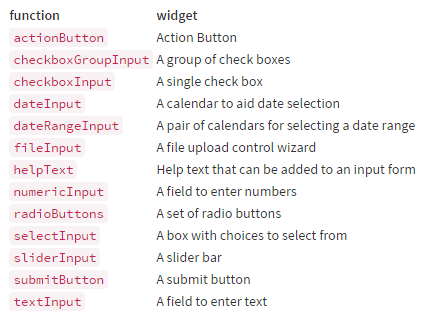 function widget
actionButton Action Button
checkboxGroupInput A group of check boxes
checkboxInput A single check box
dateInput A calendar to aid date selection
dateRangeInput A pair of calendars for selecting a date range
fileInput A file upload control wizard
helpText Help text that can be added to an input form
numericInput A field to enter numbers
radioButtons A set of radio buttons
selectInput A box with choices to select from
sliderInput A slider bar
submitButton A submit button
textInput A field to enter text